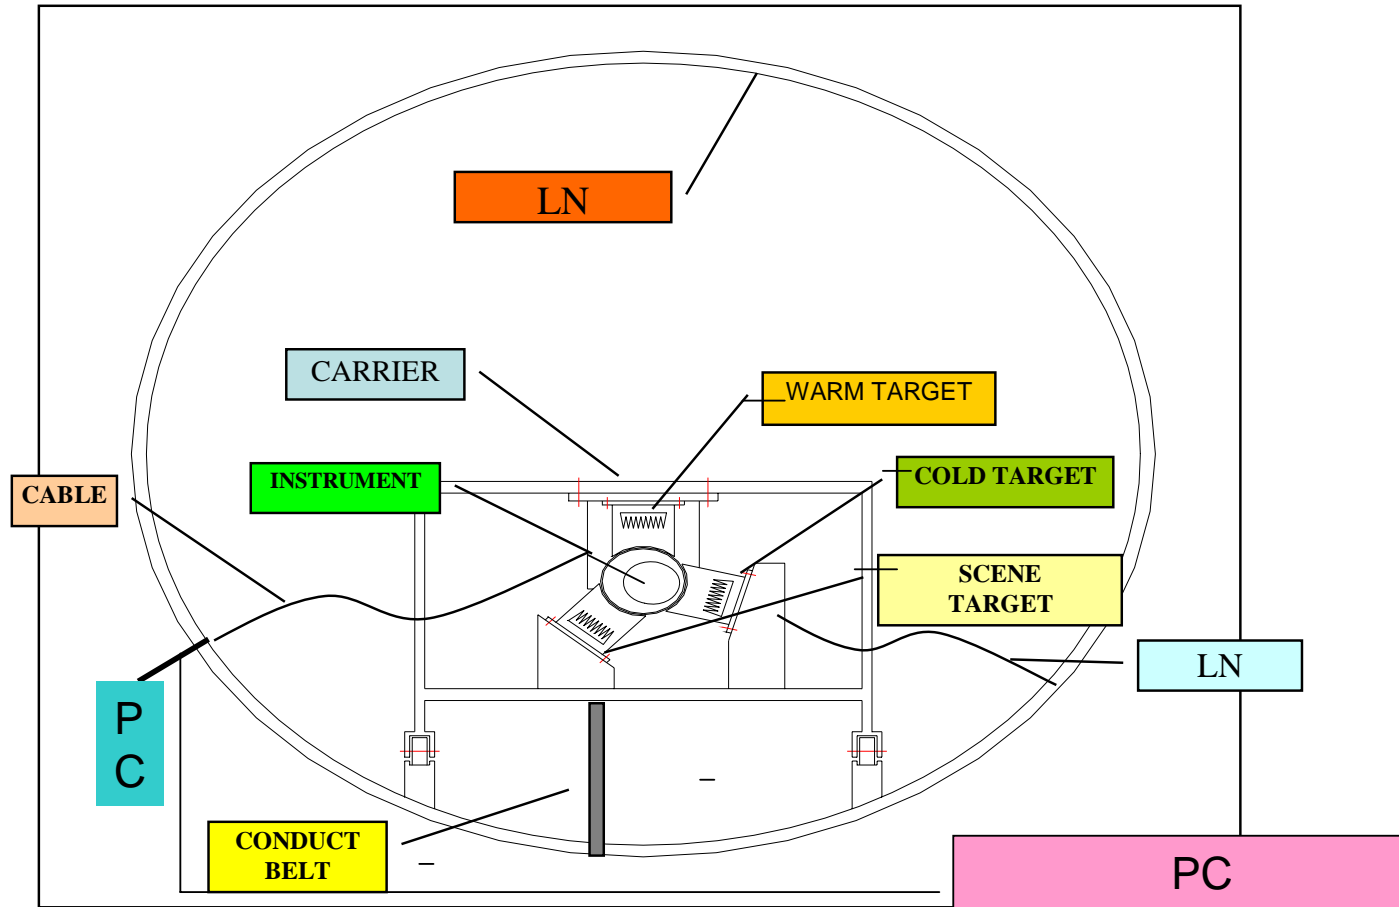 LN
CARRIER
WARM TARGET
INSTRUMENT
COLD TARGET
CABLE
SCENE
TARGET
LN
P
C
CONDUCT
BELT
PC